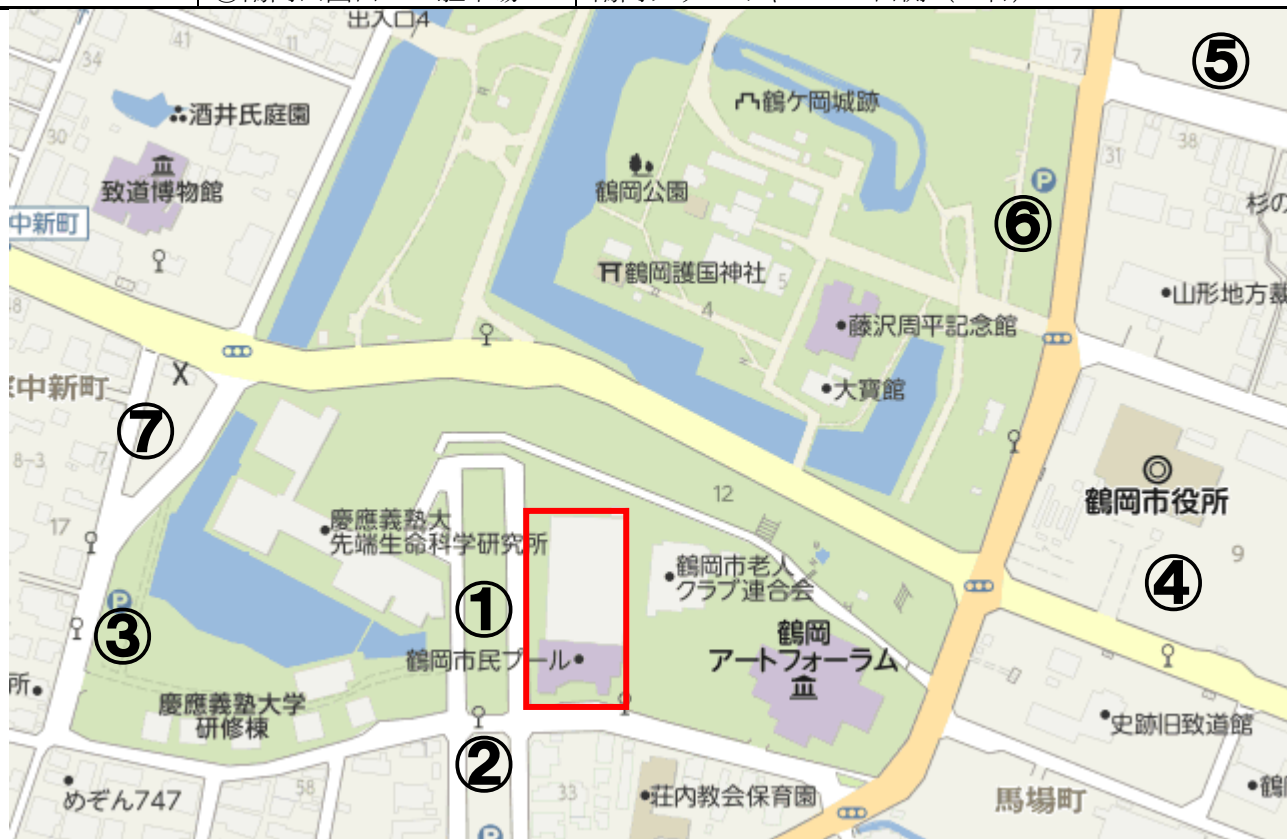 出入口4
41
11
34
酒井氏庭園
30
致道博物館
中新町
鶴ケ岡城跡
鶴岡公園
鶴岡護国神社
5
4
藤沢周平記念館
大寶館
7
⑤
38
31
⑥
杉の
山形地方
中新町
X
⑦
8-3
7
17
③
慶應義塾大
先端生命科学研究所
12
①
鶴岡市老人
クラブ連合会
鶴岡市民プール
鶴岡
アートフォーラム
鶴岡市役所
9
④
所
慶應義塾大学
研修棟
②
史跡旧致道館
めぞん747
58
33
荘内教会保育園
馬場町
鶴